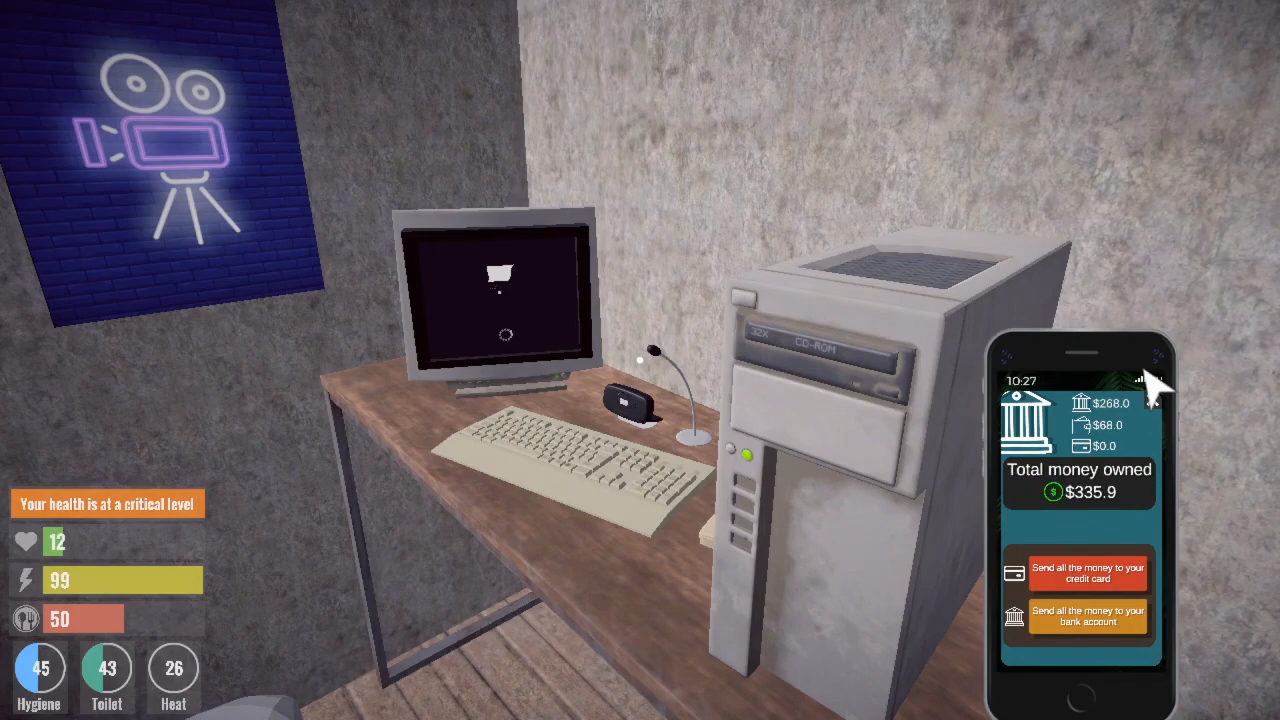 32X
CD-ROM
10:27
$268.0
$68.0
$0.0
Total money owned
$335.9
Send all the money to your
credit card
Send all the money to your
bank account
Your health is at a critical level
12
99
50
45
43
26
Hygiene
Toilet
Heat